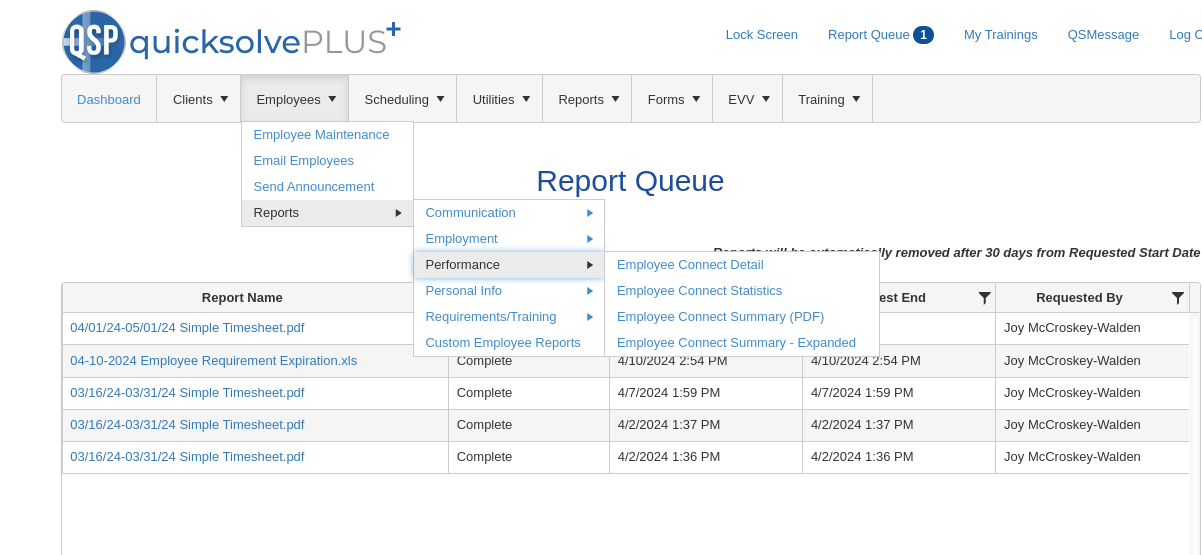 QSP quicksolvePLUS+
Lock Screen Report Queue 1 My Trainings QSMessage Log
Dashboard Clients Employees Scheduling Utilities Reports Forms EVV Training
Employee Maintenance
Email Employees
Send Announcement
Reports
Report Queue
Communication
Employment
Performance
Personal Info
Requirements/Training
Custom Employee Reports
Employee Connect Detail
Employee Connect Statistics
Employee Connect Summary (PDF)
Employee Connect Summary - Expanded
Reports will be automatically removed after 30 days from Requested Start Date
Report Name End Requested By
04/01/24-05/01/24 Simple Timesheet.pdf Joy McCroskey-Walden
04-10-2024 Employee Requirement Expiration.xls Complete 4/10/2024 2:54 PM 4/10/2024 2:54 PM Joy McCroskey-Walden
03/16/24-03/31/24 Simple Timesheet.pdf Complete 4/7/2024 1:59 PM 4/7/2024 1:59 PM Joy McCroskey-Walden
03/16/24-03/31/24 Simple Timesheet.pdf Complete 4/2/2024 1:37 PM 4/2/2024 1:37 PM Joy McCroskey-Walden
03/16/24-03/31/24 Simple Timesheet.pdf Complete 4/2/2024 1:36 PM 4/2/2024 1:36 PM Joy McCroskey-Walden